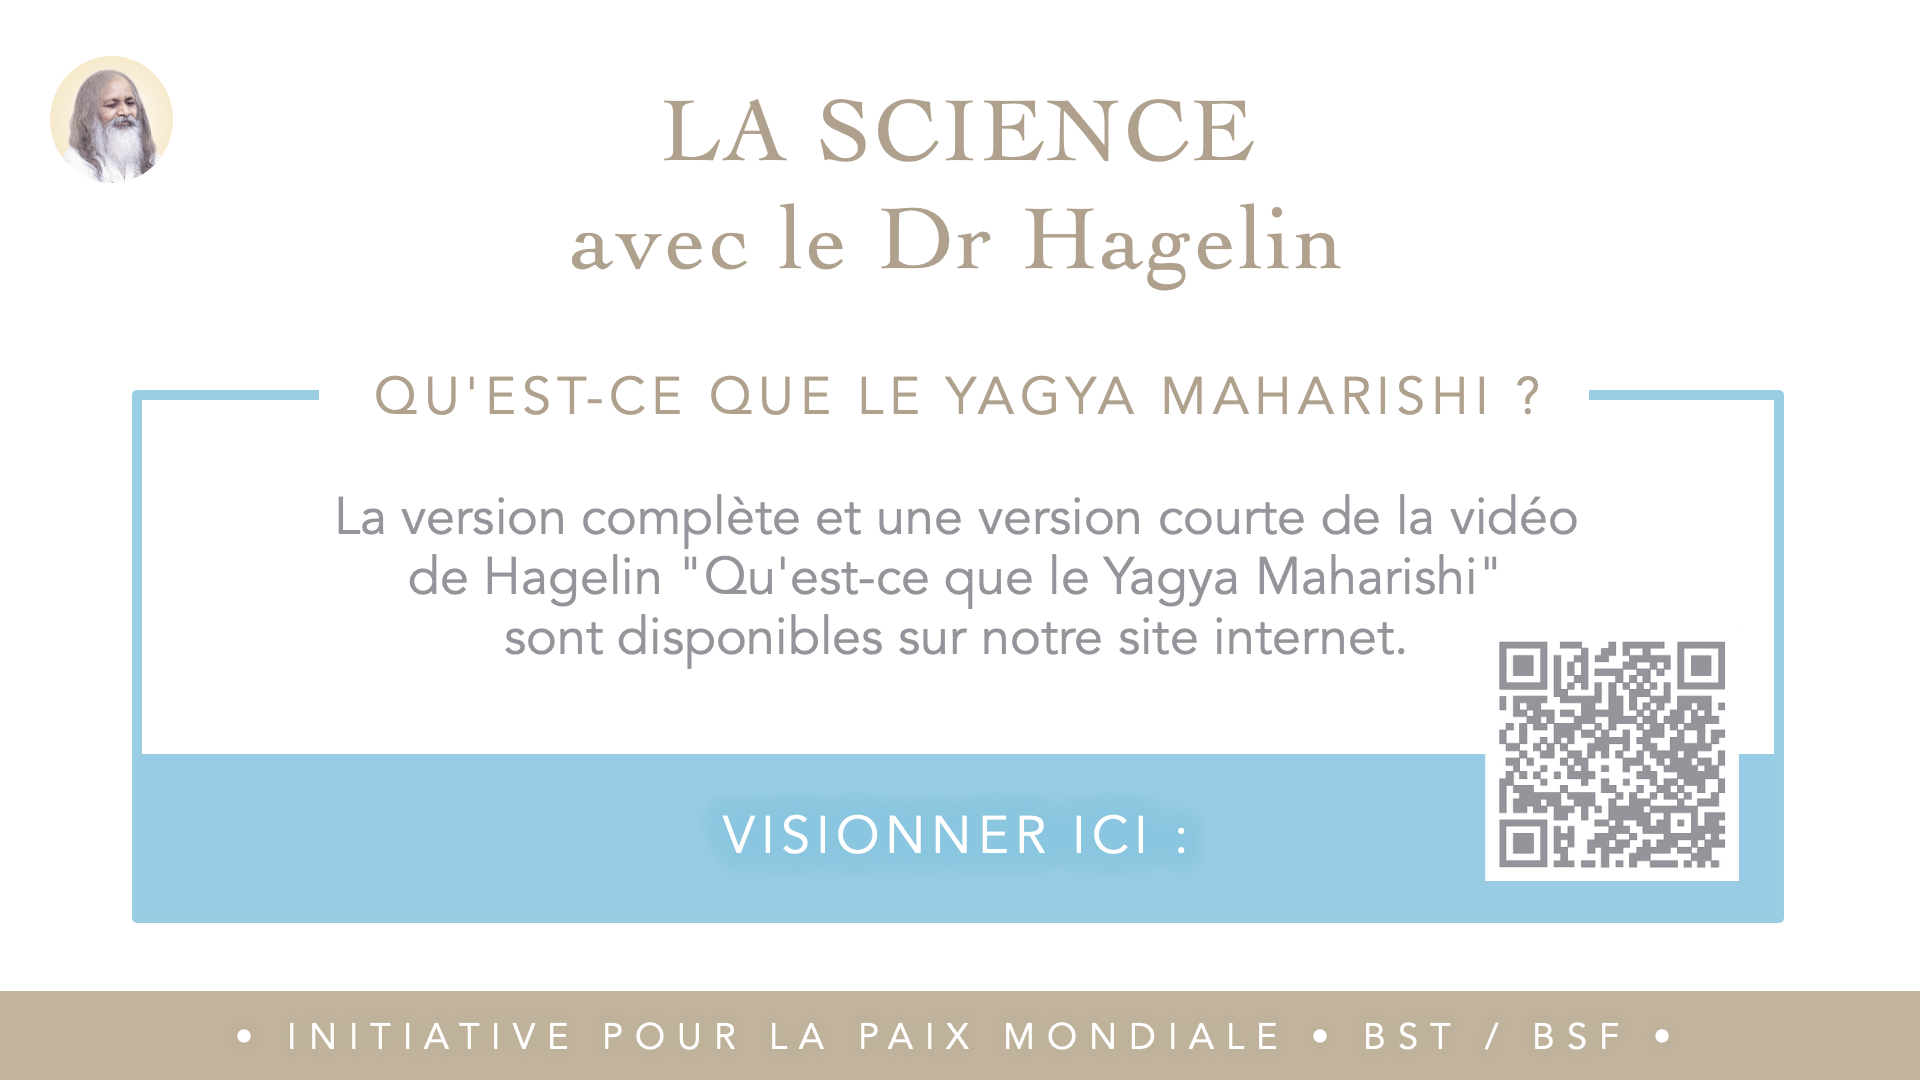 LA SCIENCE
avec le Dr Hagelin
QU'EST-CE QUE LE YAGYA MAHARISHI ?
La version complète et une version courte de la vidéo
de Hagelin "Qu'est-ce que le Yagya Maharishi"
sont disponibles sur notre site internet.
VISIONNER ICI :
• INITIATIVE POUR LA PAIX MONDIALE • BST / BSF •